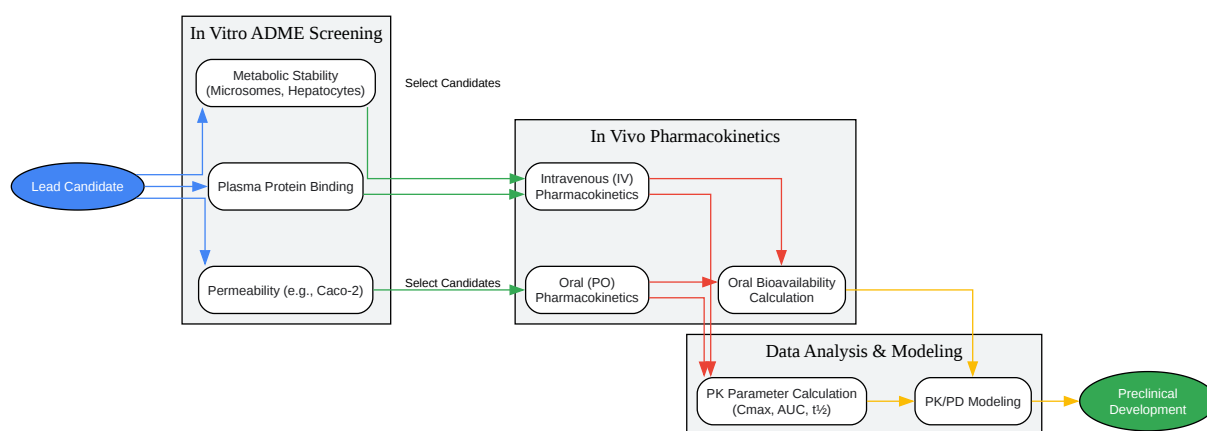 In Vitro ADME Screening
Metabolic Stability
(Microsomes, Hepatocytes)
Select Candidates
In Vivo Pharmacokinetics
Lead Candidate
Plasma Protein Binding
Intravenous (IV)
Pharmacokinetics
Permeability (e.g., Caco-2)
Select Candidates
Oral (PO)
Pharmacokinetics
Oral Bioavailability
Calculation
Data Analysis & Modeling
PK Parameter Calculation
(Cmax, AUC, t½)
PK/PD Modeling
Preclinical
Development